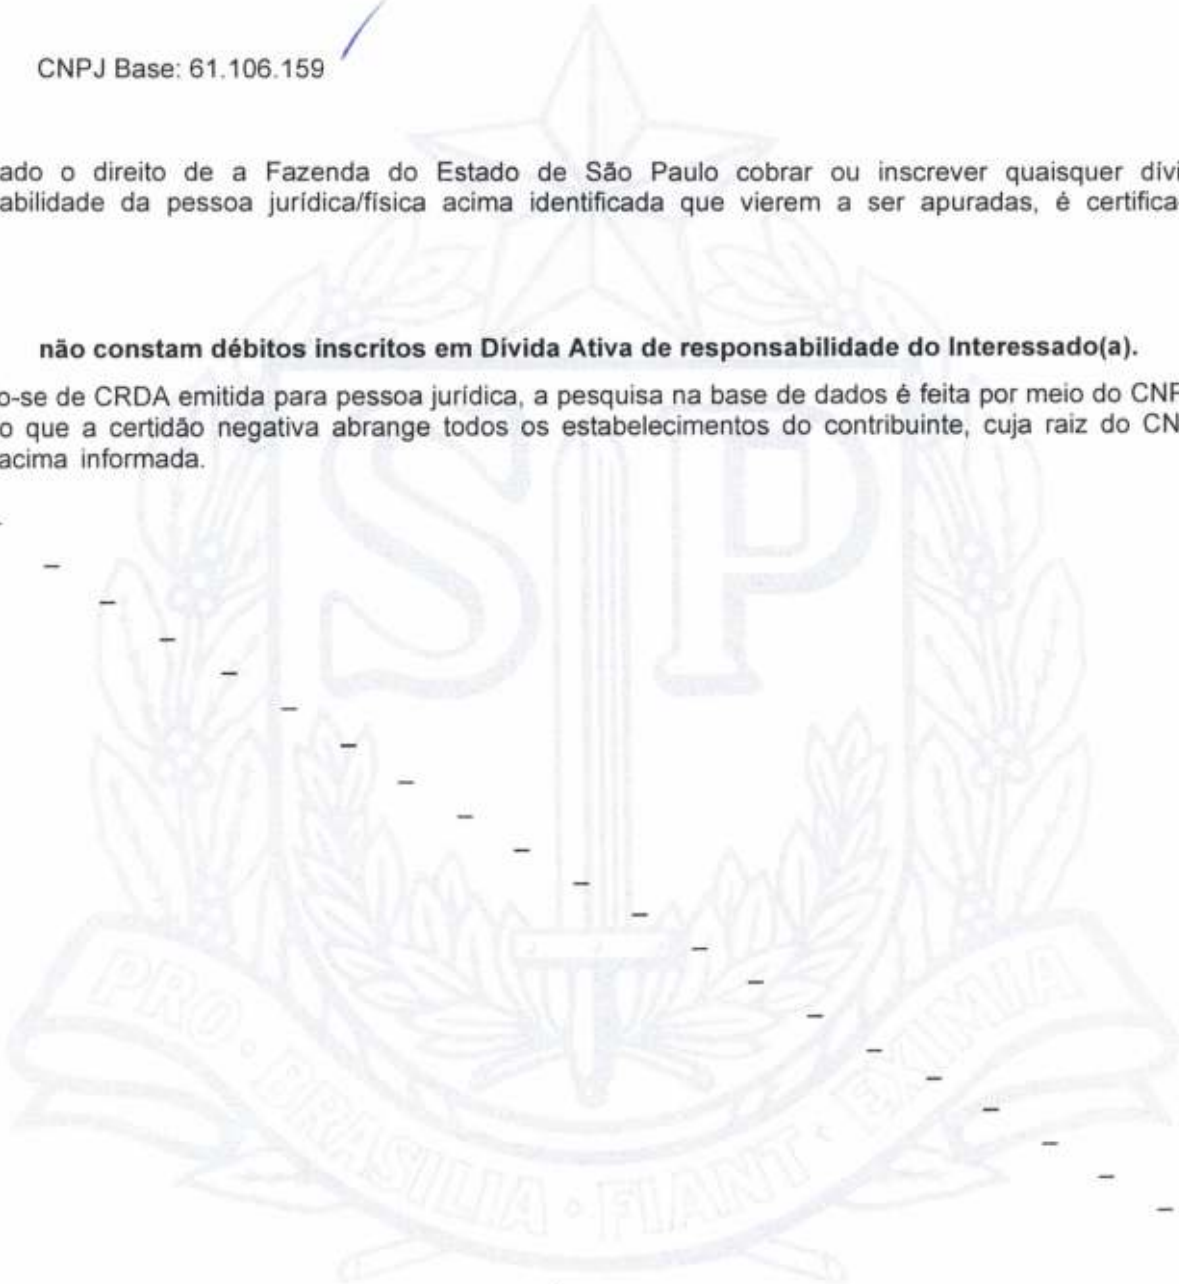 CNPJ Base: 61.106.159
ado o direito de a Fazenda do Estado de São Paulo cobrar ou inscrever quaisquer dívi
abilidade da pessoa jurídica/física acima identificada que vierem a ser apuradas, é certifica
não constam débitos inscritos em Dívida Ativa de responsabilidade do Interessado(a).
o-se de CRDA emitida para pessoa jurídica, a pesquisa na base de dados é feita por meio do CNP
o que a certidão negativa abrange todos os estabelecimentos do contribuinte, cuja raiz do CN
acima informada.
SP
PRO · BRASILIA · FIANT · EXIMIA